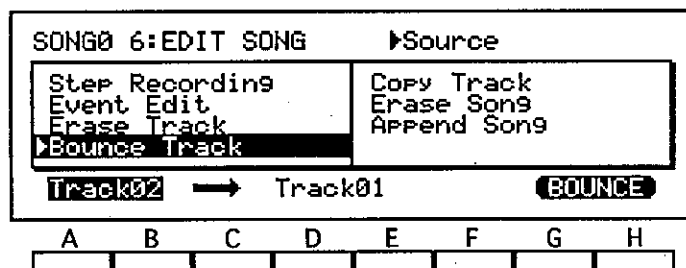 SONG0 6:EDIT SONG ▶Source
Step Recording
Event Edit
Erase Track
▶Bounce Track
Copy Track
Erase Song
Append Song
Track02 → Track01 BOUNCE
A B C D E F G H